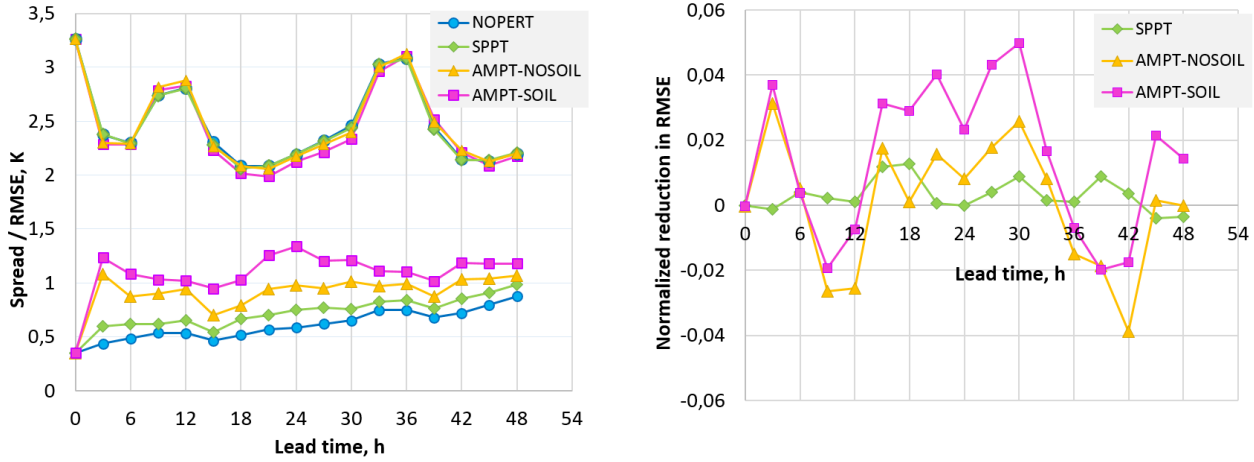 3,5
3
2,5
2
1,5
1
0,5
0
Spread / RMSE, K
0 6 12 18 24 30 36 42 48 54
Lead time, h
NOPERT
SPPT
AMPT-NOSOIL
AMPT-SOIL
0,06
0,04
0,02
0
-0,02
-0,04
-0,06
Normalized reduction in RMSE
0 6 12 18 24 30 36 42 48 54
Lead time, h
SPPT
AMPT-NOSOIL
AMPT-SOIL